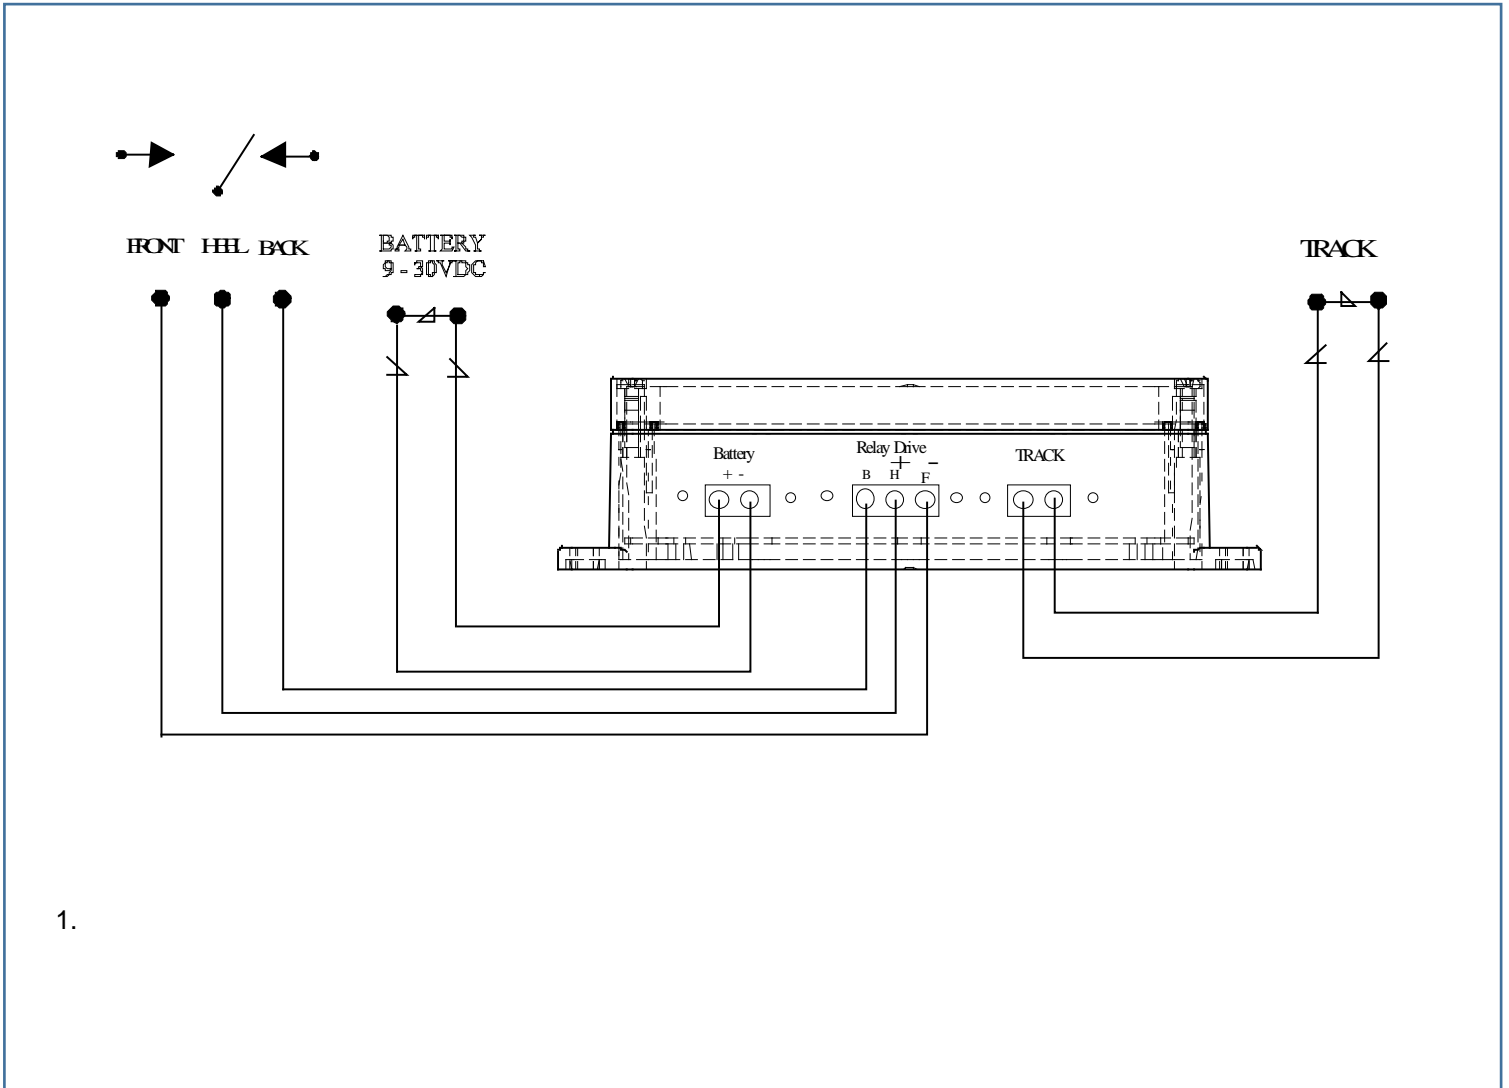 FRONT HEEL BACK
BATTERY
9 - 30VDC
TRACK
Battery
+ -
Relay Drive
+ -
B H F
TRACK
1.